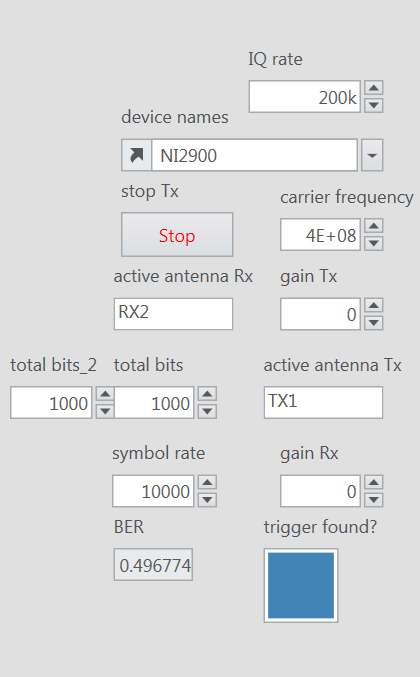 IQ rate
200k
device names
NI2900
stop Tx
carrier frequency
Stop
4E+08
active antenna Rx
gain Tx
RX2
0
total bits_2
total bits
active antenna Tx
1000
1000
TX1
symbol rate
gain Rx
10000
0
BER
trigger found?
0.496774